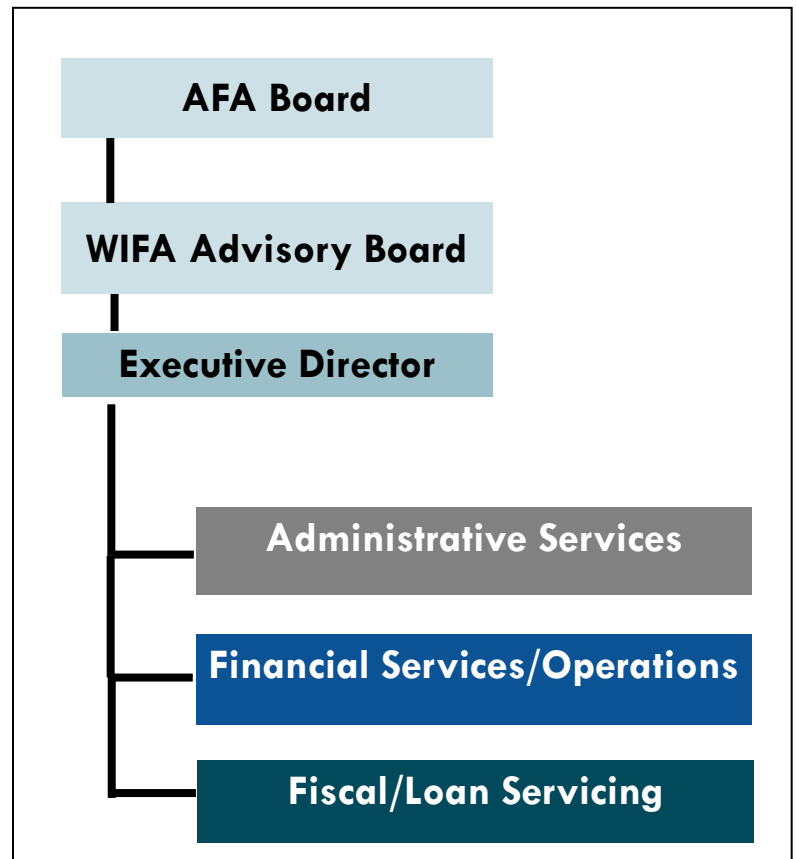 AFA Board
WIFA Advisory Board
Executive Director
Administrative Services
Financial Services/Operations
Fiscal/Loan Servicing